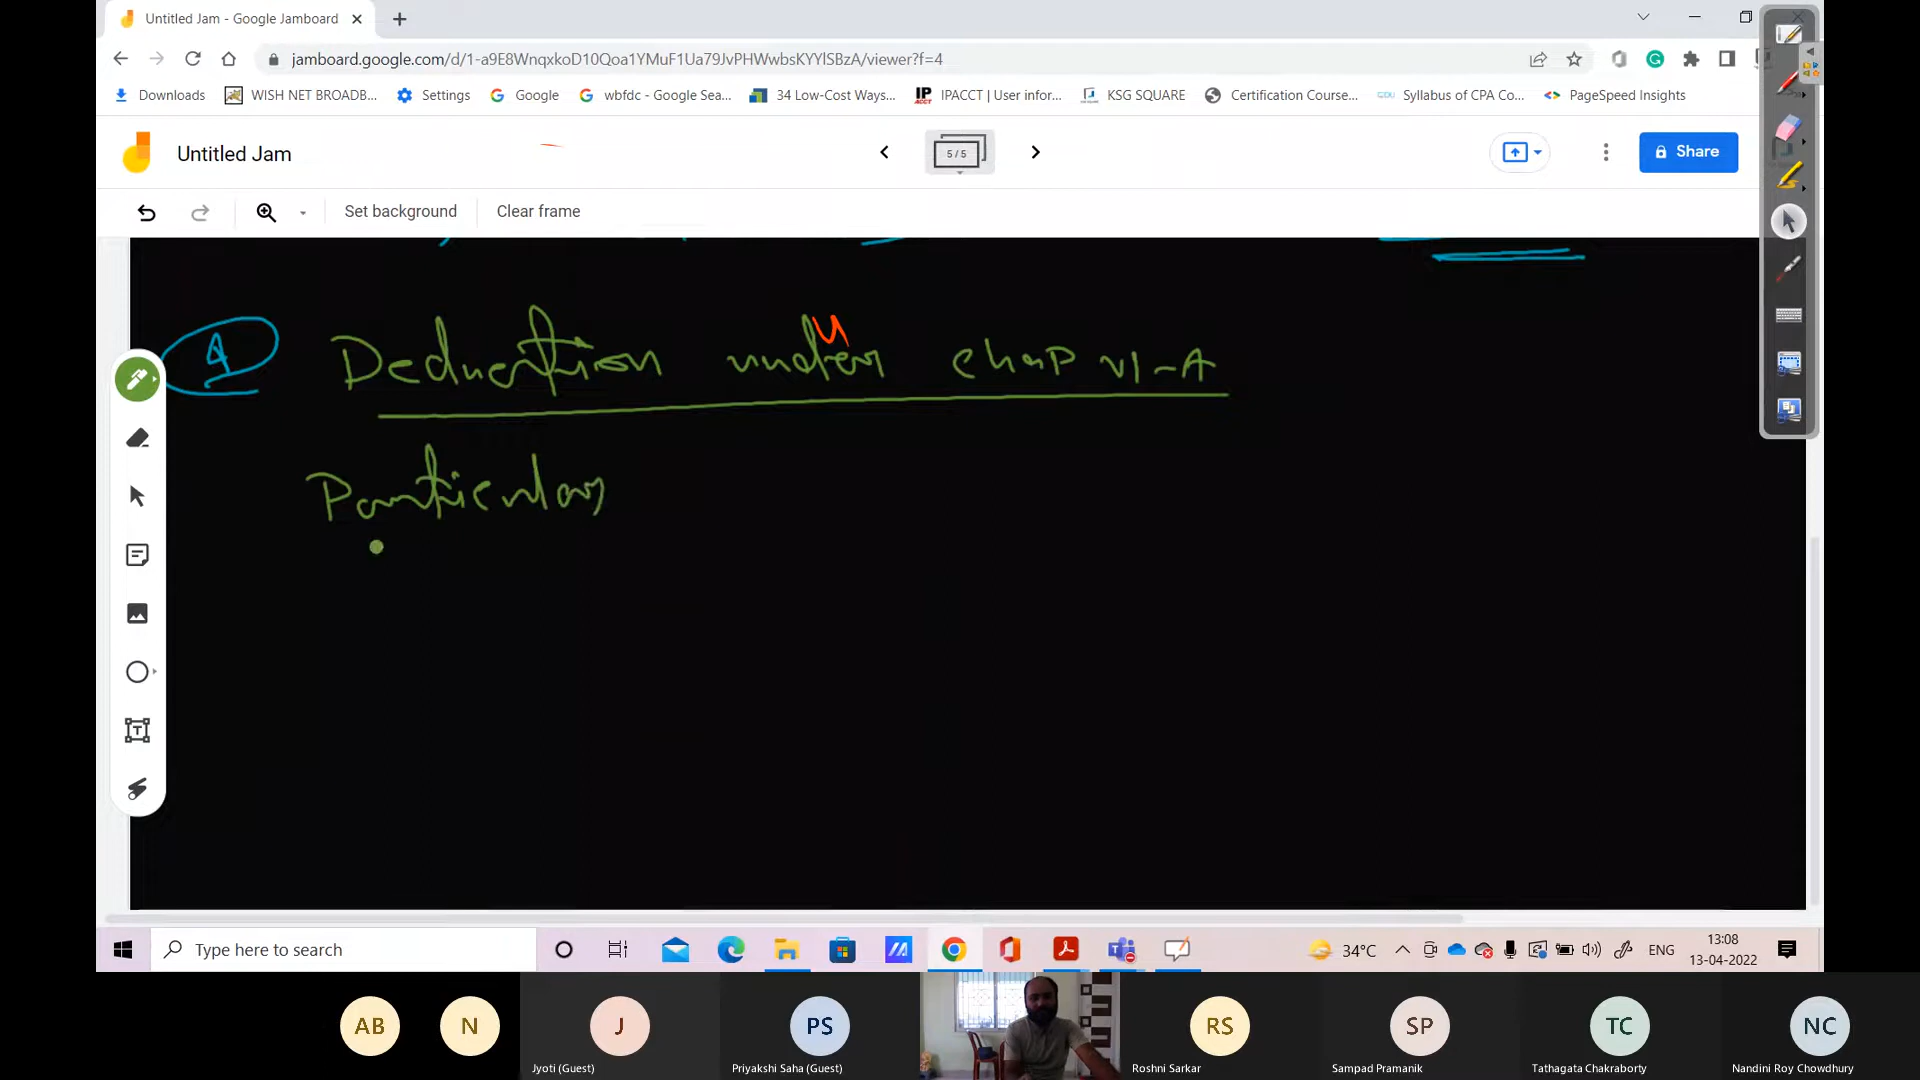 Untitled Jam - Google Jamboard
jamboard.google.com/d/1-a9E8WnqxkoD10Qoa1YMuF1Ua79JvPHWwbsKYYlSBzA/viewer?f=4
Downloads WISH NET BROADB... Settings Google wbfdc - Google Sea... 34 Low-Cost Ways... IPACCT | User infor... KSG SQUARE Certification Course... Syllabus of CPA Co... PageSpeed Insights
Untitled Jam 5 / 5 Share
Set background Clear frame
4 Deduction under chap VI-A
Particulars
Type here to search 34°C ENG 13:08
13-04-2022
AB N J PS RS SP TC NC
Jyoti (Guest) Priyakshi Saha (Guest) Roshni Sarkar Sampad Pramanik Tathagata Chakraborty Nandini Roy Chowdhury